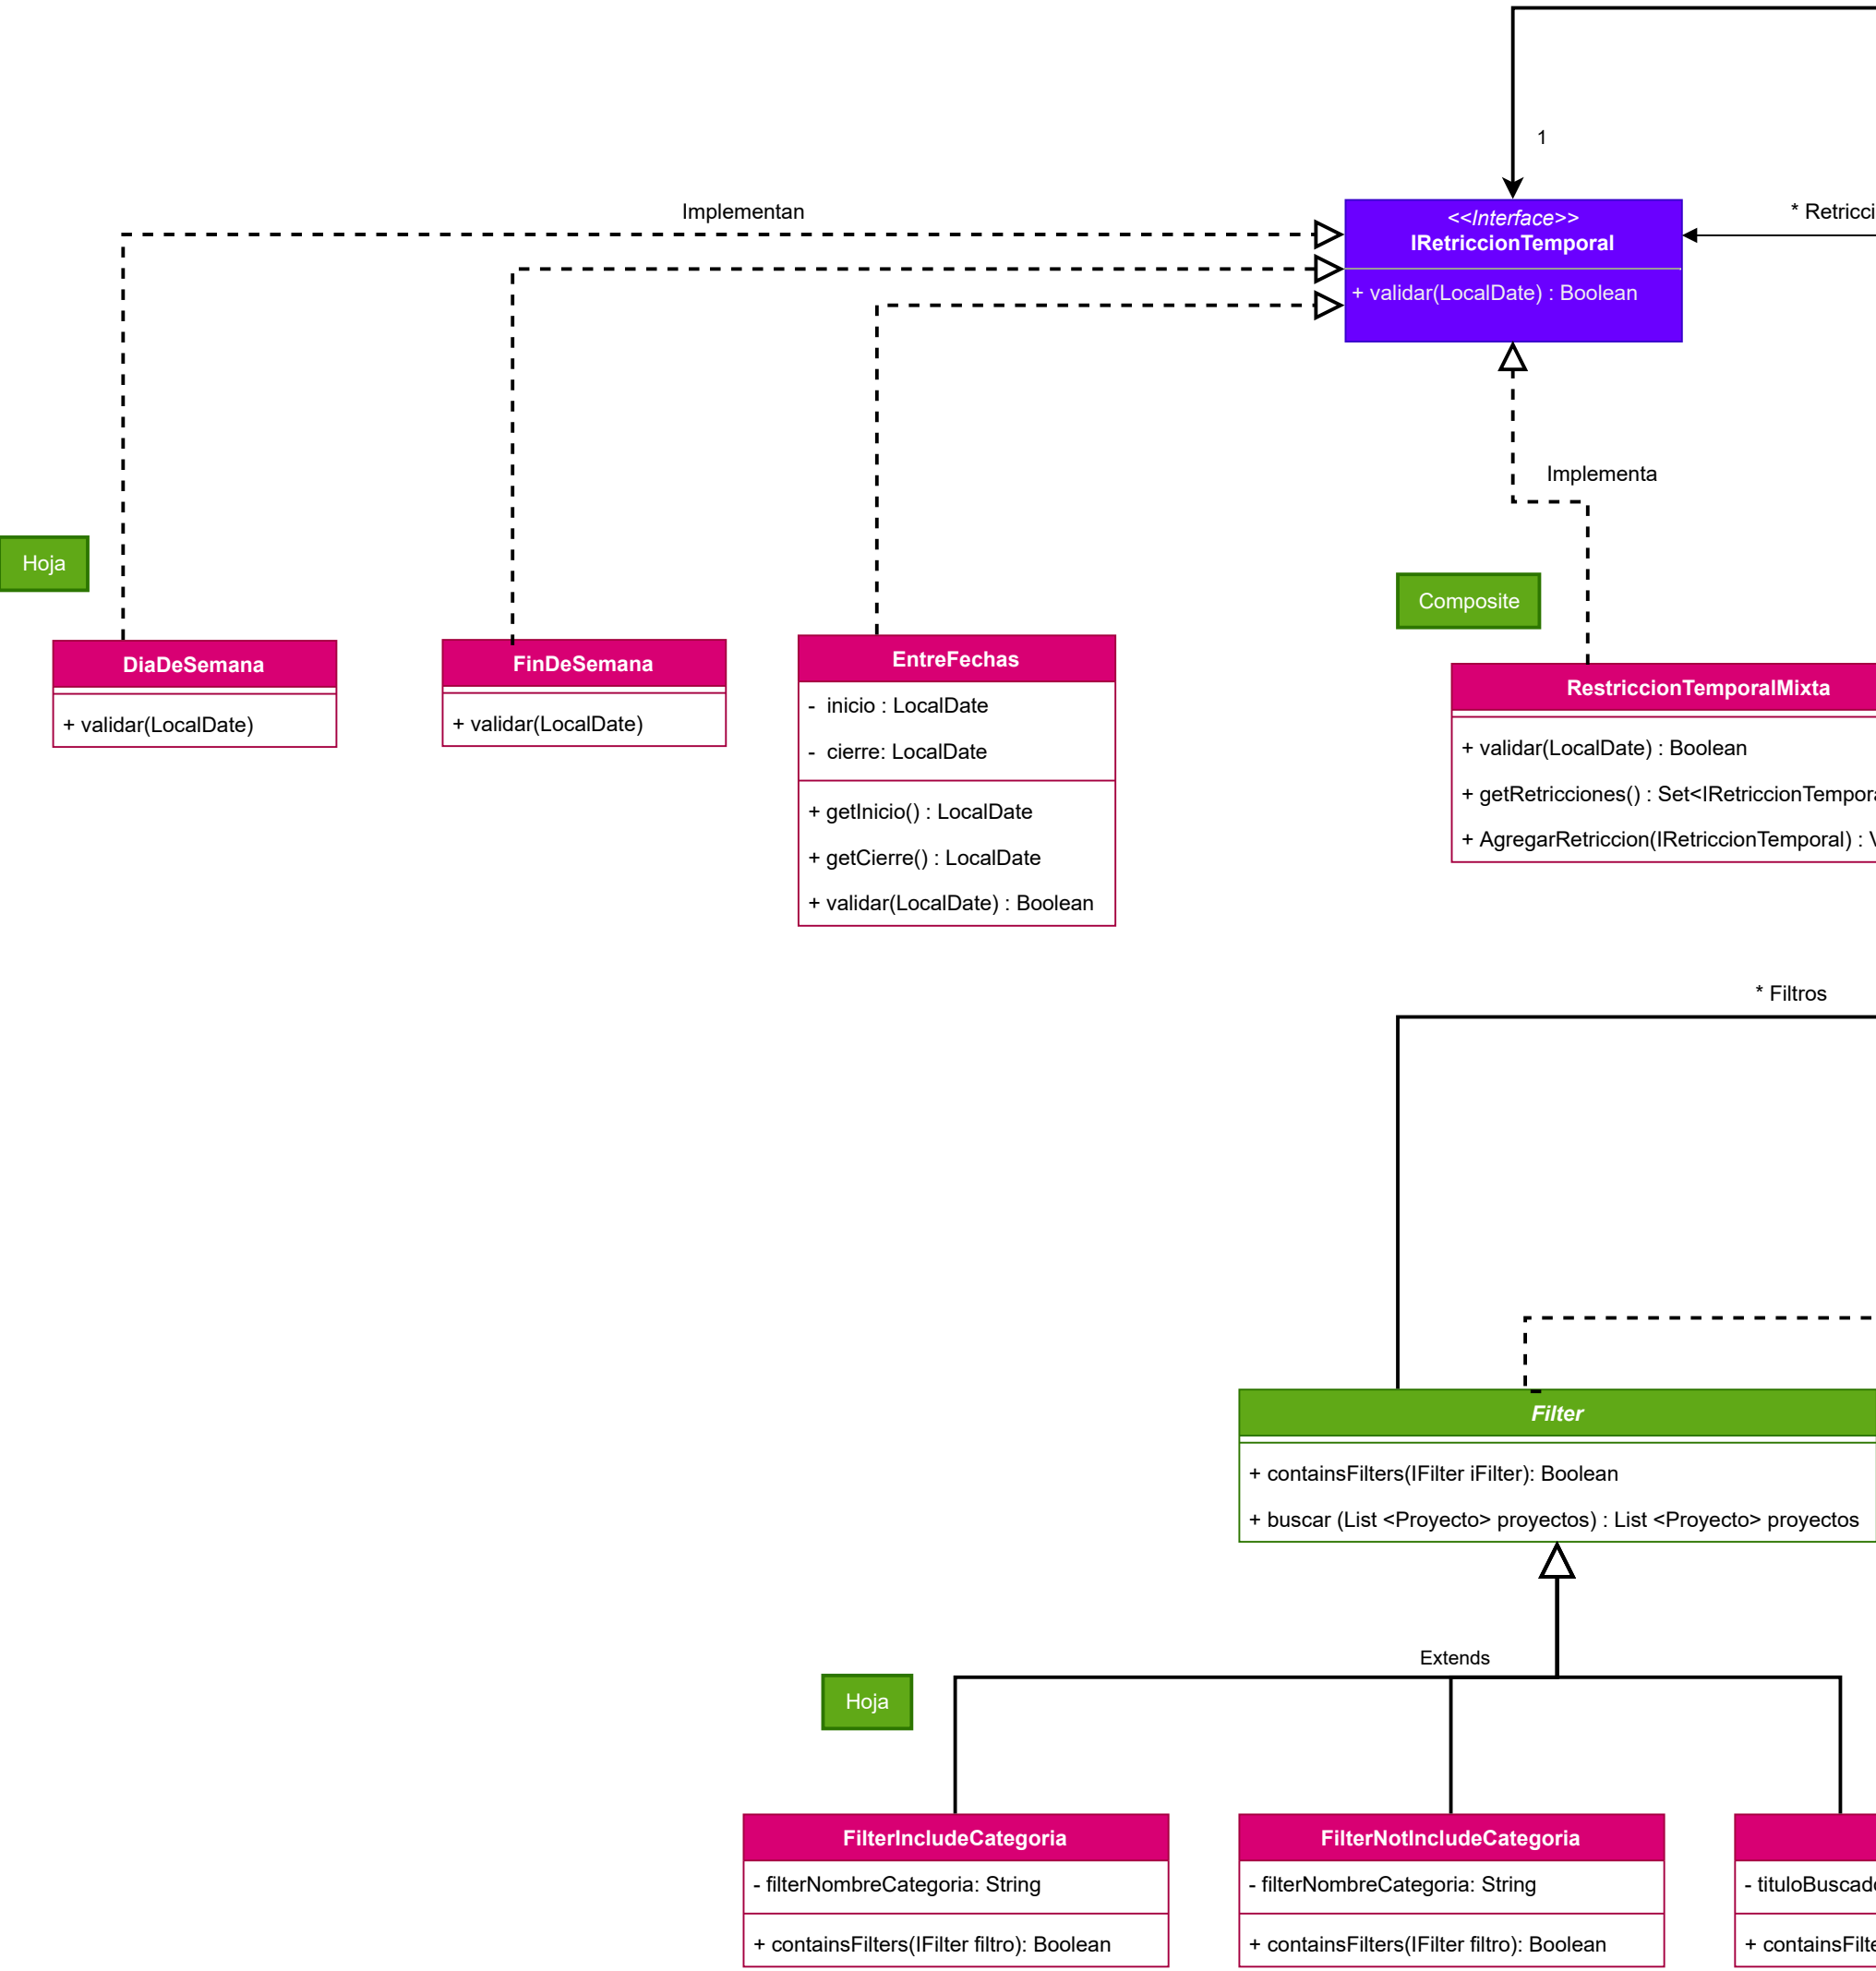 1
Implementan
<<Interface>>
* Retricci
IRetriccionTemporal
+ validar(LocalDate) : Boolean
Implementa
Hoja
Composite
DiaDeSemana
+ validar(LocalDate)
FinDeSemana
+ validar(LocalDate)
EntreFechas
- inicio : LocalDate
- cierre: LocalDate
+ getInicio() : LocalDate
+ getCierre() : LocalDate
+ validar(LocalDate) : Boolean
RestriccionTemporalMixta
+ validar(LocalDate) : Boolean
+ getRetricciones() : Set<IRetriccionTempora
+ AgregarRetriccion(IRetriccionTemporal) : V
* Filtros
Filter
+ containsFilters(IFilter iFilter): Boolean
+ buscar (List <Proyecto> proyectos) : List <Proyecto> proyectos
Extends
Hoja
FilterIncludeCategoria
- filterNombreCategoria: String
+ containsFilters(IFilter filtro): Boolean
FilterNotIncludeCategoria
- filterNombreCategoria: String
+ containsFilters(IFilter filtro): Boolean
- tituloBuscado
+ containsFilte